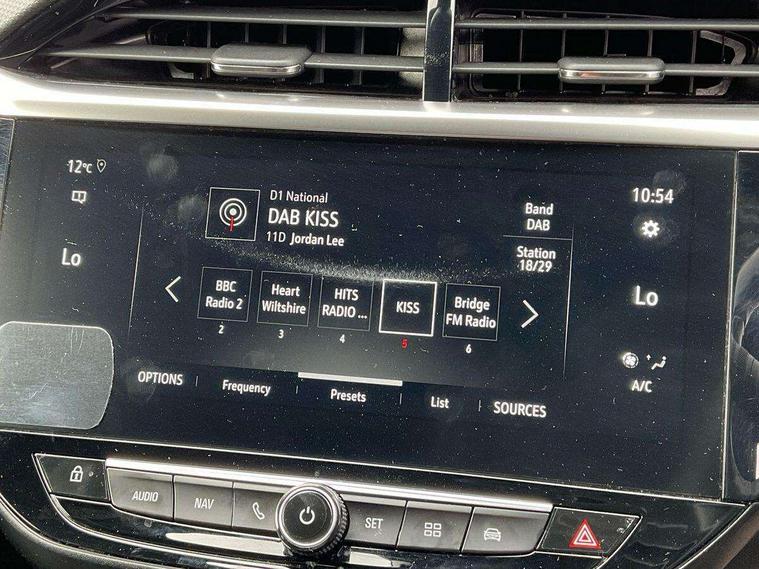 12°C
10:54
D1 National
DAB KISS
11D Jordan Lee
Band
DAB
Station
18/29
Lo
Lo
BBC
Radio 2
Heart
Wiltshire
HITS
RADIO ...
KISS
Bridge
FM Radio
2
3
4
5
6
A/C
OPTIONS
Frequency
Presets
List
SOURCES
AUDIO
NAV
SET